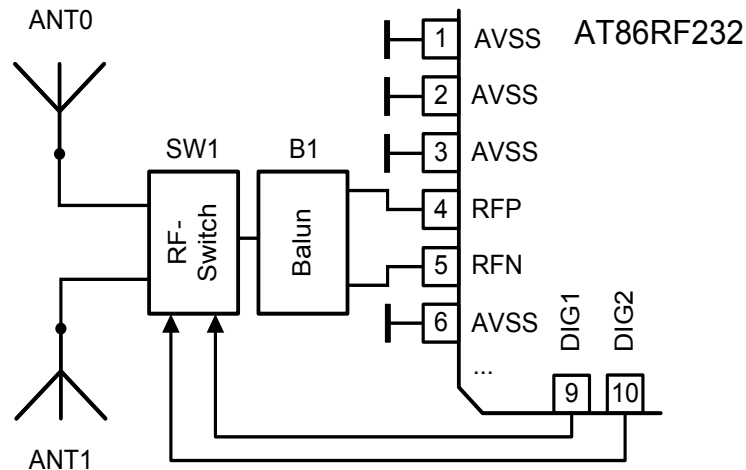 ANT0
AT86RF232
1 AVSS
2 AVSS
3 AVSS
SW1
B1
RF-
Switch
Balun
4 RFP
5 RFN
6 AVSS
...
DIG1
DIG2
9
10
ANT1